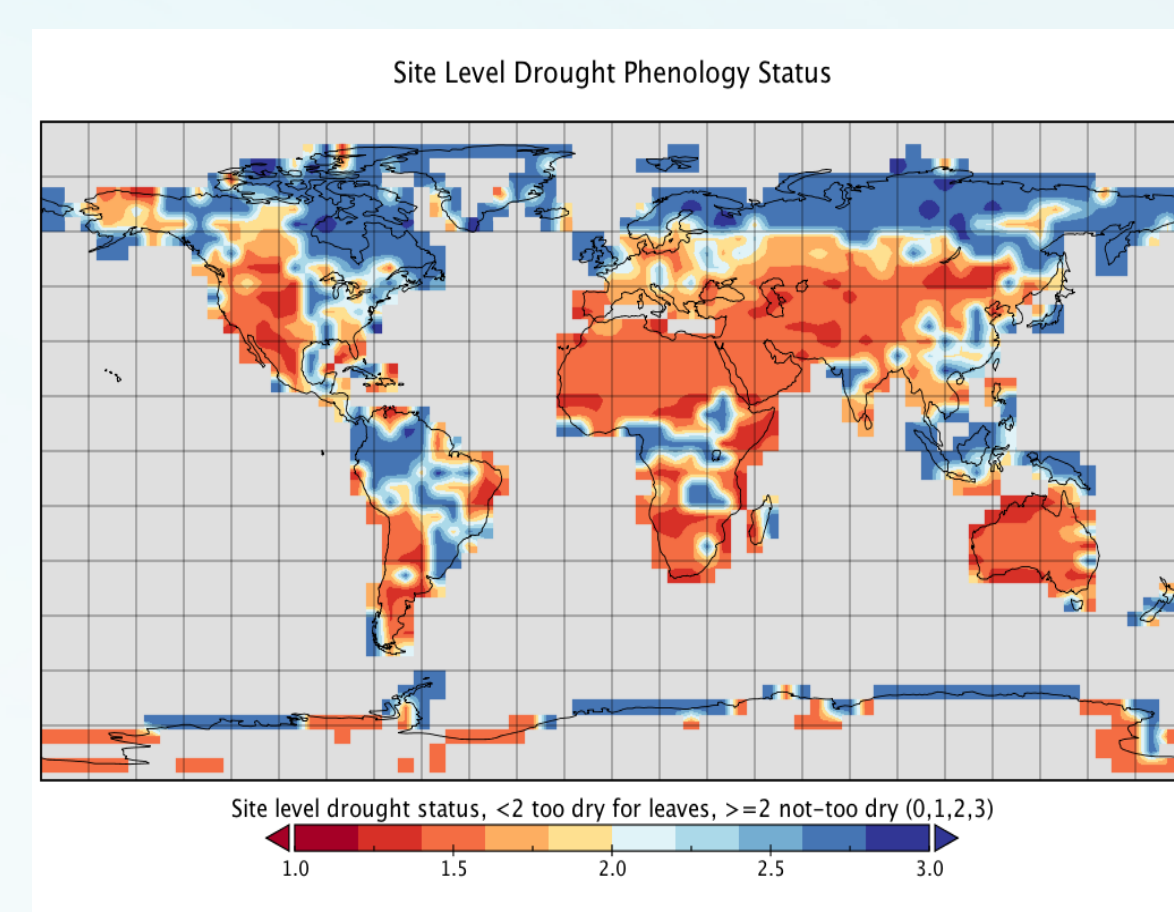 Site Level Drought Phenology Status
Site level drought status, <2 too dry for leaves, >=2 not-too dry (0,1,2,3)
1.0 1.5 2.0 2.5 3.0